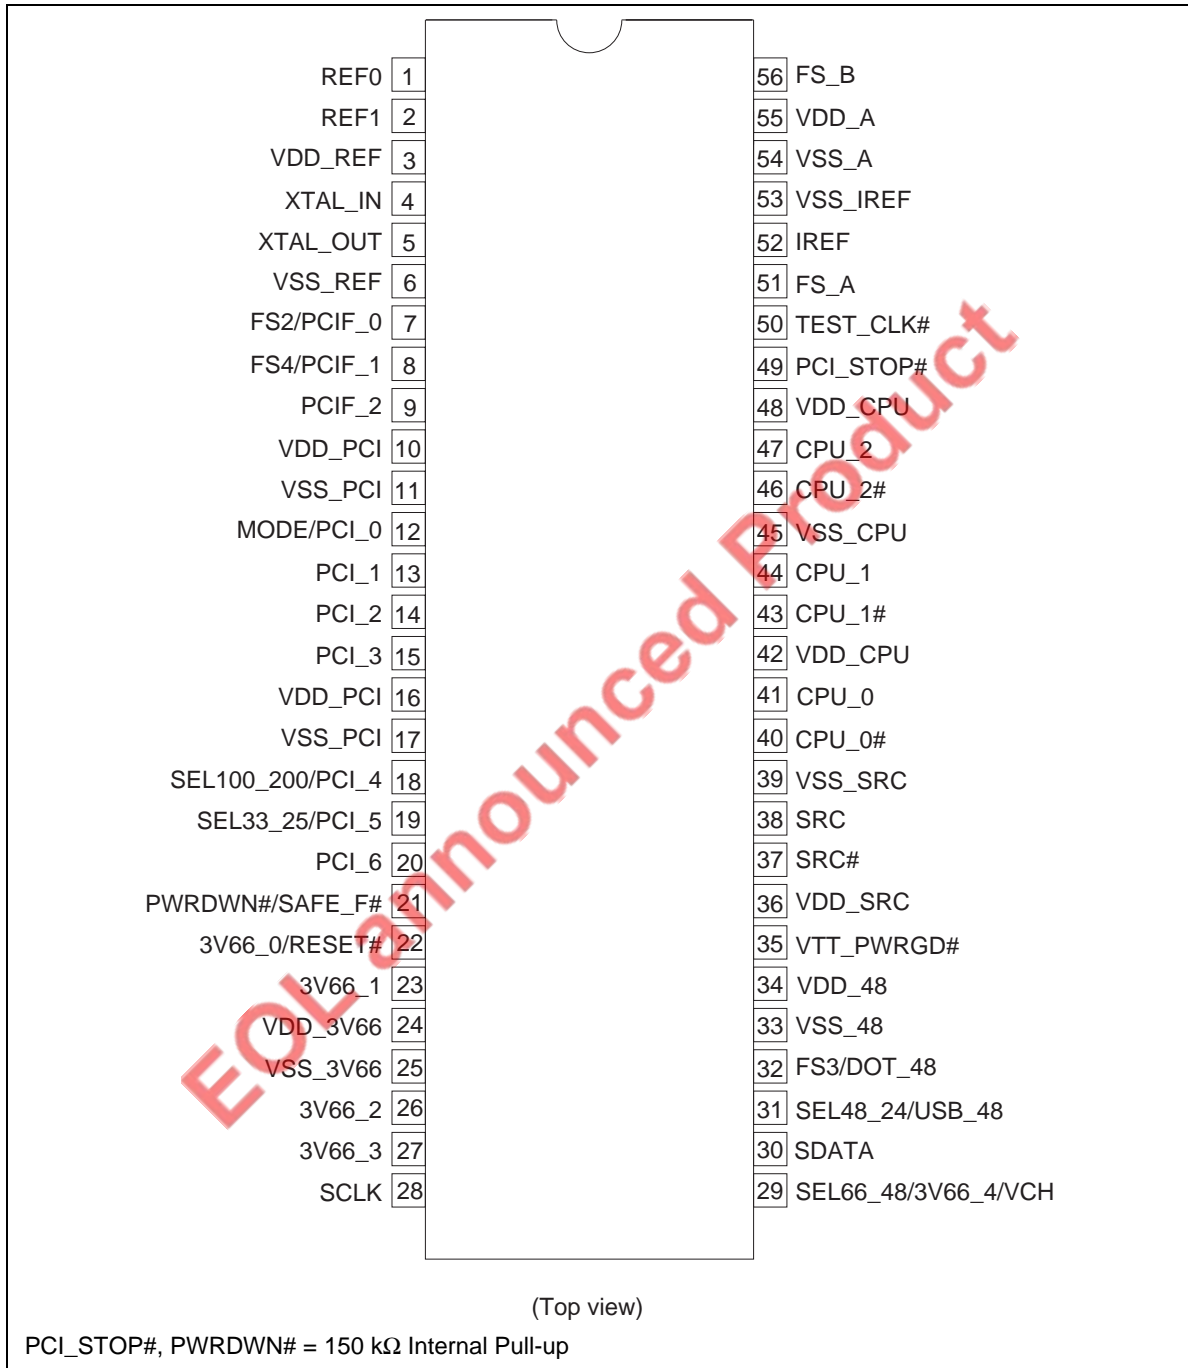 REF0 1
REF1 2
VDD_REF 3
XTAL_IN 4
XTAL_OUT 5
VSS_REF 6
FS2/PCIF_0 7
FS4/PCIF_1 8
PCIF_2 9
VDD_PCI 10
VSS_PCI 11
MODE/PCI_0 12
PCI_1 13
PCI_2 14
PCI_3 15
VDD_PCI 16
VSS_PCI 17
SEL100_200/PCI_4 18
SEL33_25/PCI_5 19
PCI_6 20
PWRDWN#/SAFE_F# 21
3V66_0/RESET# 22
3V66_1 23
VDD_3V66 24
VSS_3V66 25
3V66_2 26
3V66_3 27
SCLK 28
56 FS_B
55 VDD_A
54 VSS_A
53 VSS_IREF
52 IREF
51 FS_A
50 TEST_CLK#
49 PCI_STOP#
48 VDD_CPU
47 CPU_2
46 CPU_2#
45 VSS_CPU
44 CPU_1
43 CPU_1#
42 VDD_CPU
41 CPU_0
40 CPU_0#
39 VSS_SRC
38 SRC
37 SRC#
36 VDD_SRC
35 VTT_PWRGD#
34 VDD_48
33 VSS_48
32 FS3/DOT_48
31 SEL48_24/USB_48
30 SDATA
29 SEL66_48/3V66_4/VCH
EOL announced Product
(Top view)
PCI_STOP#, PWRDWN# = 150 kΩ Internal Pull-up